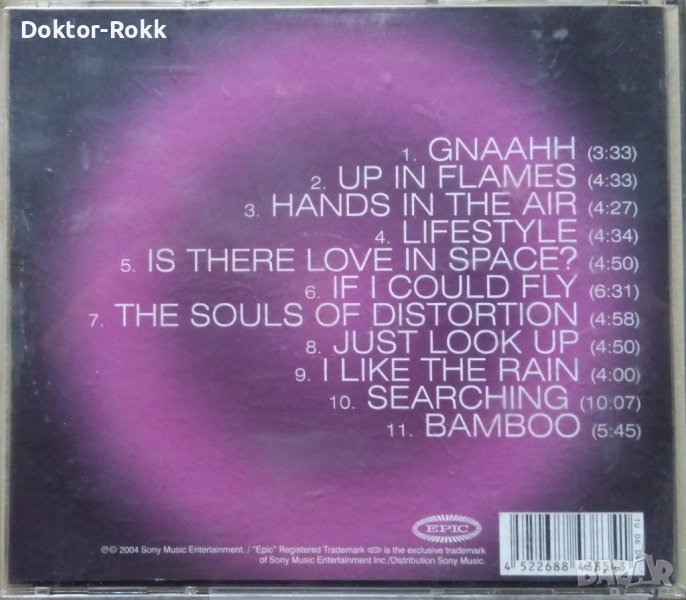 Doktor-Rokk
1. GNAAHH (3:33)
2. UP IN FLAMES (4:33)
3. HANDS IN THE AIR (4:27)
4. LIFESTYLE (4:34)
5. IS THERE LOVE IN SPACE? (4:50)
6. IF I COULD FLY (6:31)
7. THE SOULS OF DISTORTION (4:58)
8. JUST LOOK UP (4:50)
9. I LIKE THE RAIN (4:00)
10. SEARCHING (10:07)
11. BAMBOO (5:45)
EPIC
℗© 2004 Sony Music Entertainment. / "Epic" Registered Trademark is the exclusive trademark
of Sony Music Entertainment Inc./Distribution Sony Music.
BAZAR